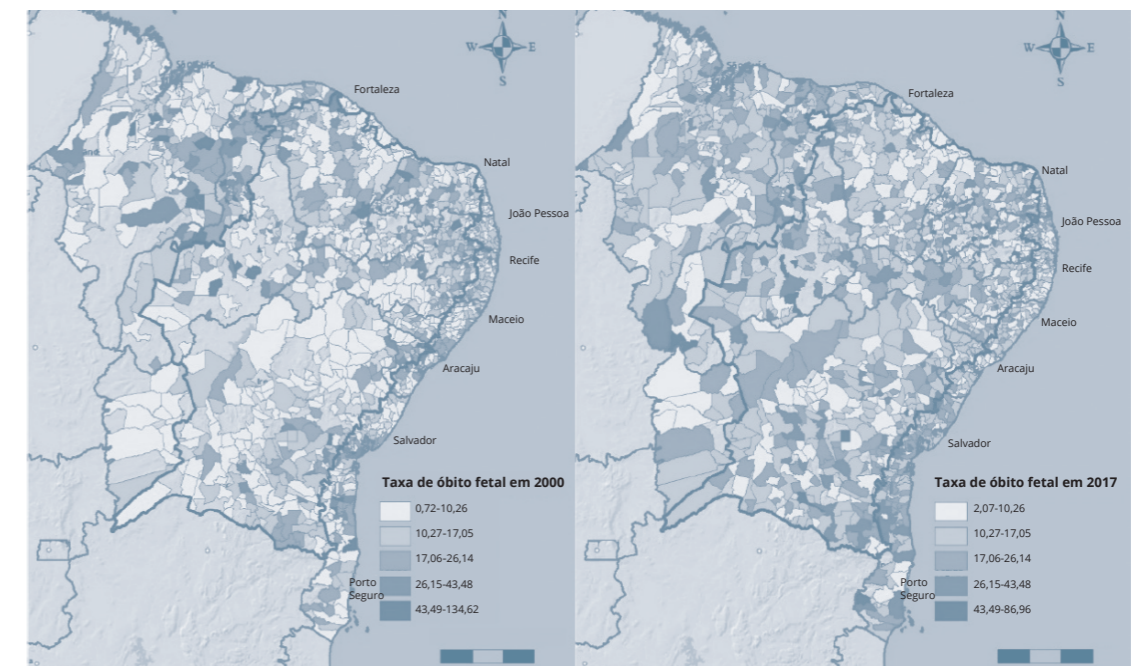 N
W E
S
Fortaleza
Natal
João Pessoa
Recife
Maceio
Aracaju
Salvador
Taxa de óbito fetal em 2000
0,72-10,26
10,27-17,05
17,06-26,14
26,15-43,48
43,49-134,62
Porto
Seguro
N
W E
S
Fortaleza
Natal
João Pessoa
Recife
Maceio
Aracaju
Salvador
Taxa de óbito fetal em 2017
2,07-10,26
10,27-17,05
17,06-26,14
26,15-43,48
43,49-86,96
Porto
Seguro